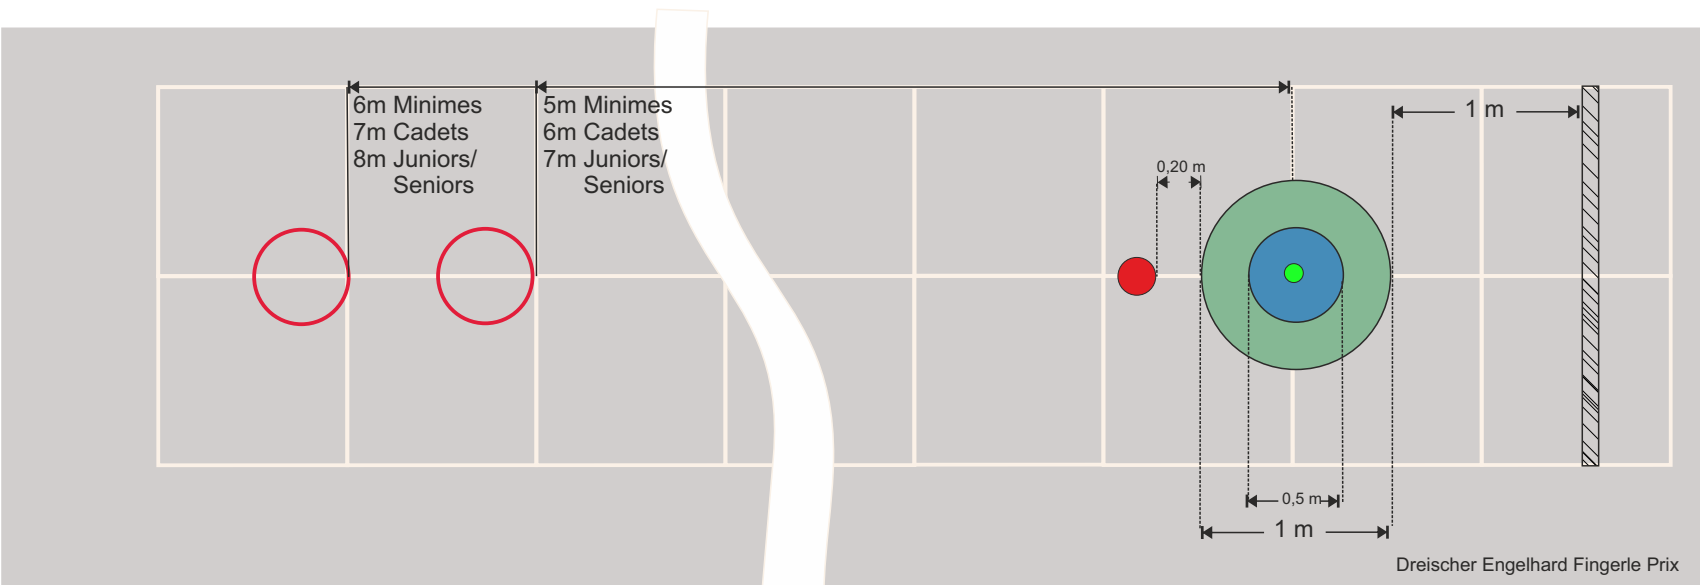 6m Minimes
7m Cadets
8m Juniors/
Seniors
5m Minimes
6m Cadets
7m Juniors/
Seniors
1 m
0,20 m
0,5 m
1 m
Dreischer Engelhard Fingerle Prix